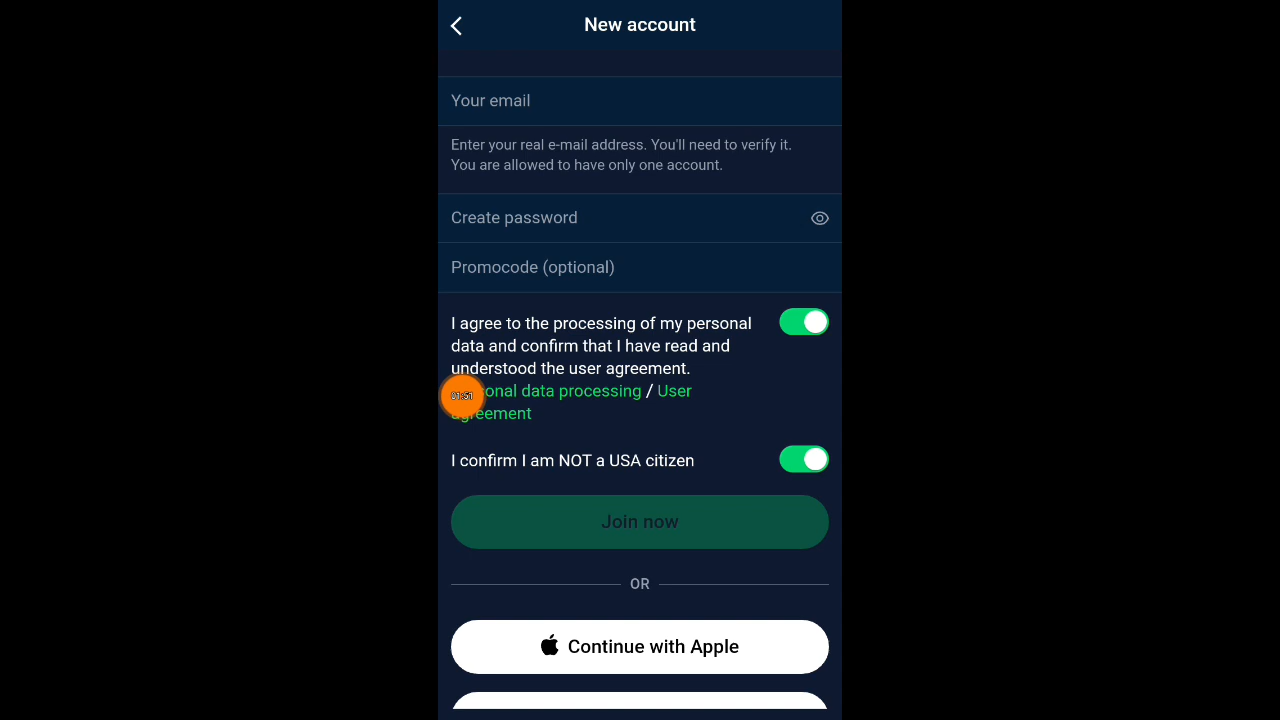 New account
Your email
Enter your real e-mail address. You'll need to verify it.
You are allowed to have only one account.
Create password
Promocode (optional)
I agree to the processing of my personal
data and confirm that I have read and
understood the user agreement.
onal data processing / User
01:51
agreement
I confirm I am NOT a USA citizen
Join now
OR
Continue with Apple